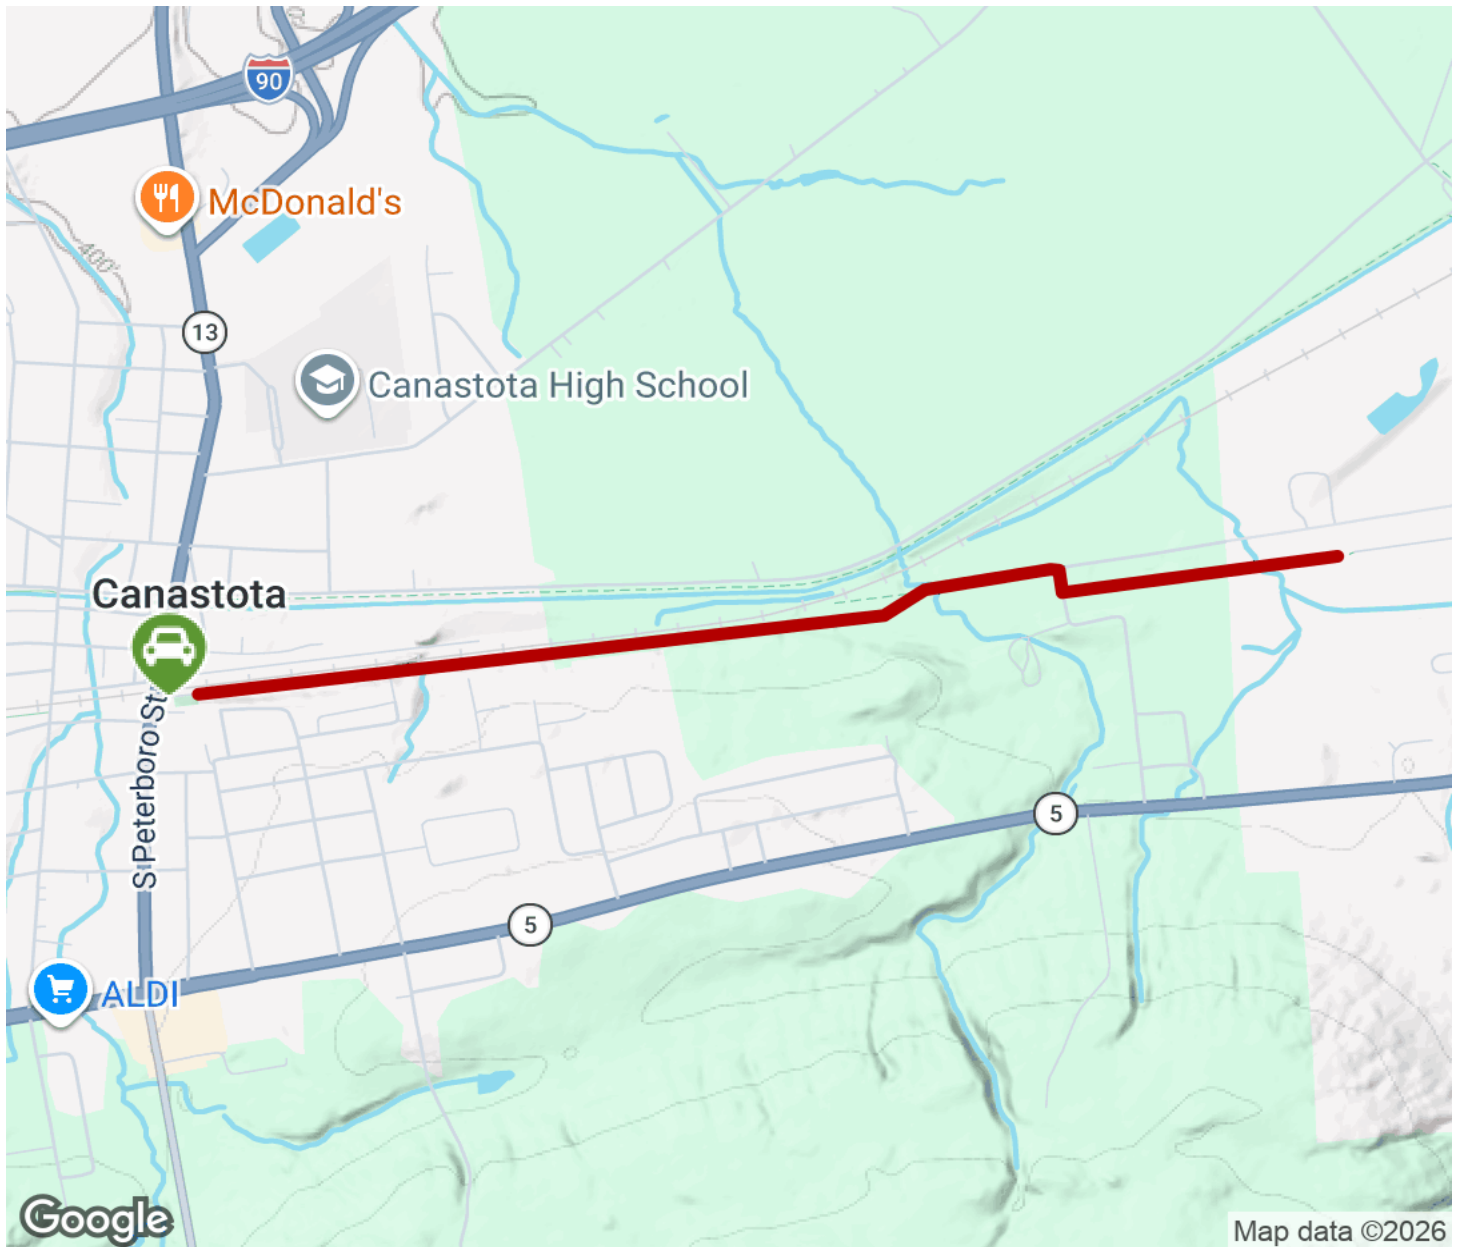 90
McDonald's
400'
13
Canastota High School
Canastota
S Peterboro St
5
5
ALDI
Google
Map data ©2026